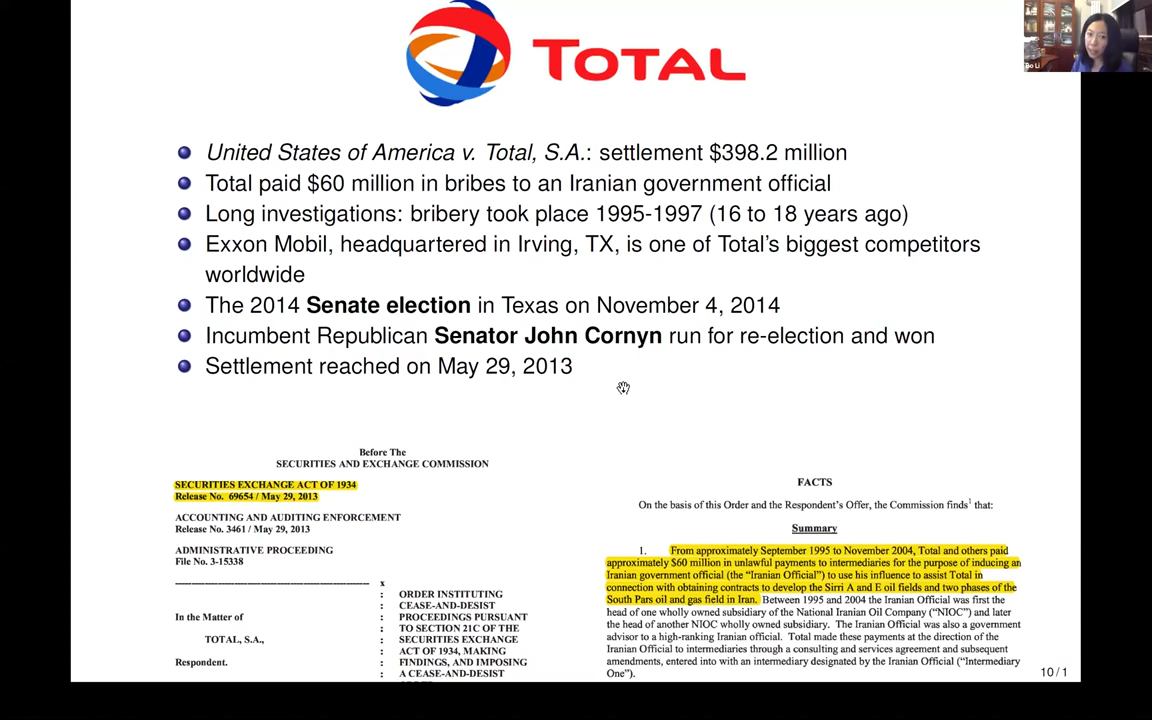 TOTAL
Bo Li
United States of America v. Total, S.A.: settlement $398.2 million
Total paid $60 million in bribes to an Iranian government official
Long investigations: bribery took place 1995-1997 (16 to 18 years ago)
Exxon Mobil, headquartered in Irving, TX, is one of Total's biggest competitors
worldwide
The 2014 Senate election in Texas on November 4, 2014
Incumbent Republican Senator John Cornyn run for re-election and won
Settlement reached on May 29, 2013
Before The
SECURITIES AND EXCHANGE COMMISSION
SECURITIES EXCHANGE ACT OF 1934
Release No. 69654 / May 29, 2013
ACCOUNTING AND AUDITING ENFORCEMENT
Release No. 3461 / May 29, 2013
ADMINISTRATIVE PROCEEDING
File No. 3-15338
x
: ORDER INSTITUTING
: CEASE-AND-DESIST
In the Matter of : PROCEEDINGS PURSUANT
: TO SECTION 21C OF THE
TOTAL, S.A., : SECURITIES EXCHANGE
: ACT OF 1934, MAKING
Respondent. : FINDINGS, AND IMPOSING
: A CEASE-AND-DESIST
FACTS
On the basis of this Order and the Respondent's Offer, the Commission finds1 that:
Summary
1. From approximately September 1995 to November 2004, Total and others paid
approximately $60 million in unlawful payments to intermediaries for the purpose of inducing an
Iranian government official (the "Iranian Official") to use his influence to assist Total in
connection with obtaining contracts to develop the Sirri A and E oil fields and two phases of the
South Pars oil and gas field in Iran. Between 1995 and 2004 the Iranian Official was first the
head of one wholly owned subsidiary of the National Iranian Oil Company ("NIOC") and later
the head of another NIOC wholly owned subsidiary. The Iranian Official was also a government
advisor to a high-ranking Iranian official. Total made these payments at the direction of the
Iranian Official to intermediaries through a consulting and services agreement and subsequent
amendments, entered into with an intermediary designated by the Iranian Official ("Intermediary
One").
10 / 1